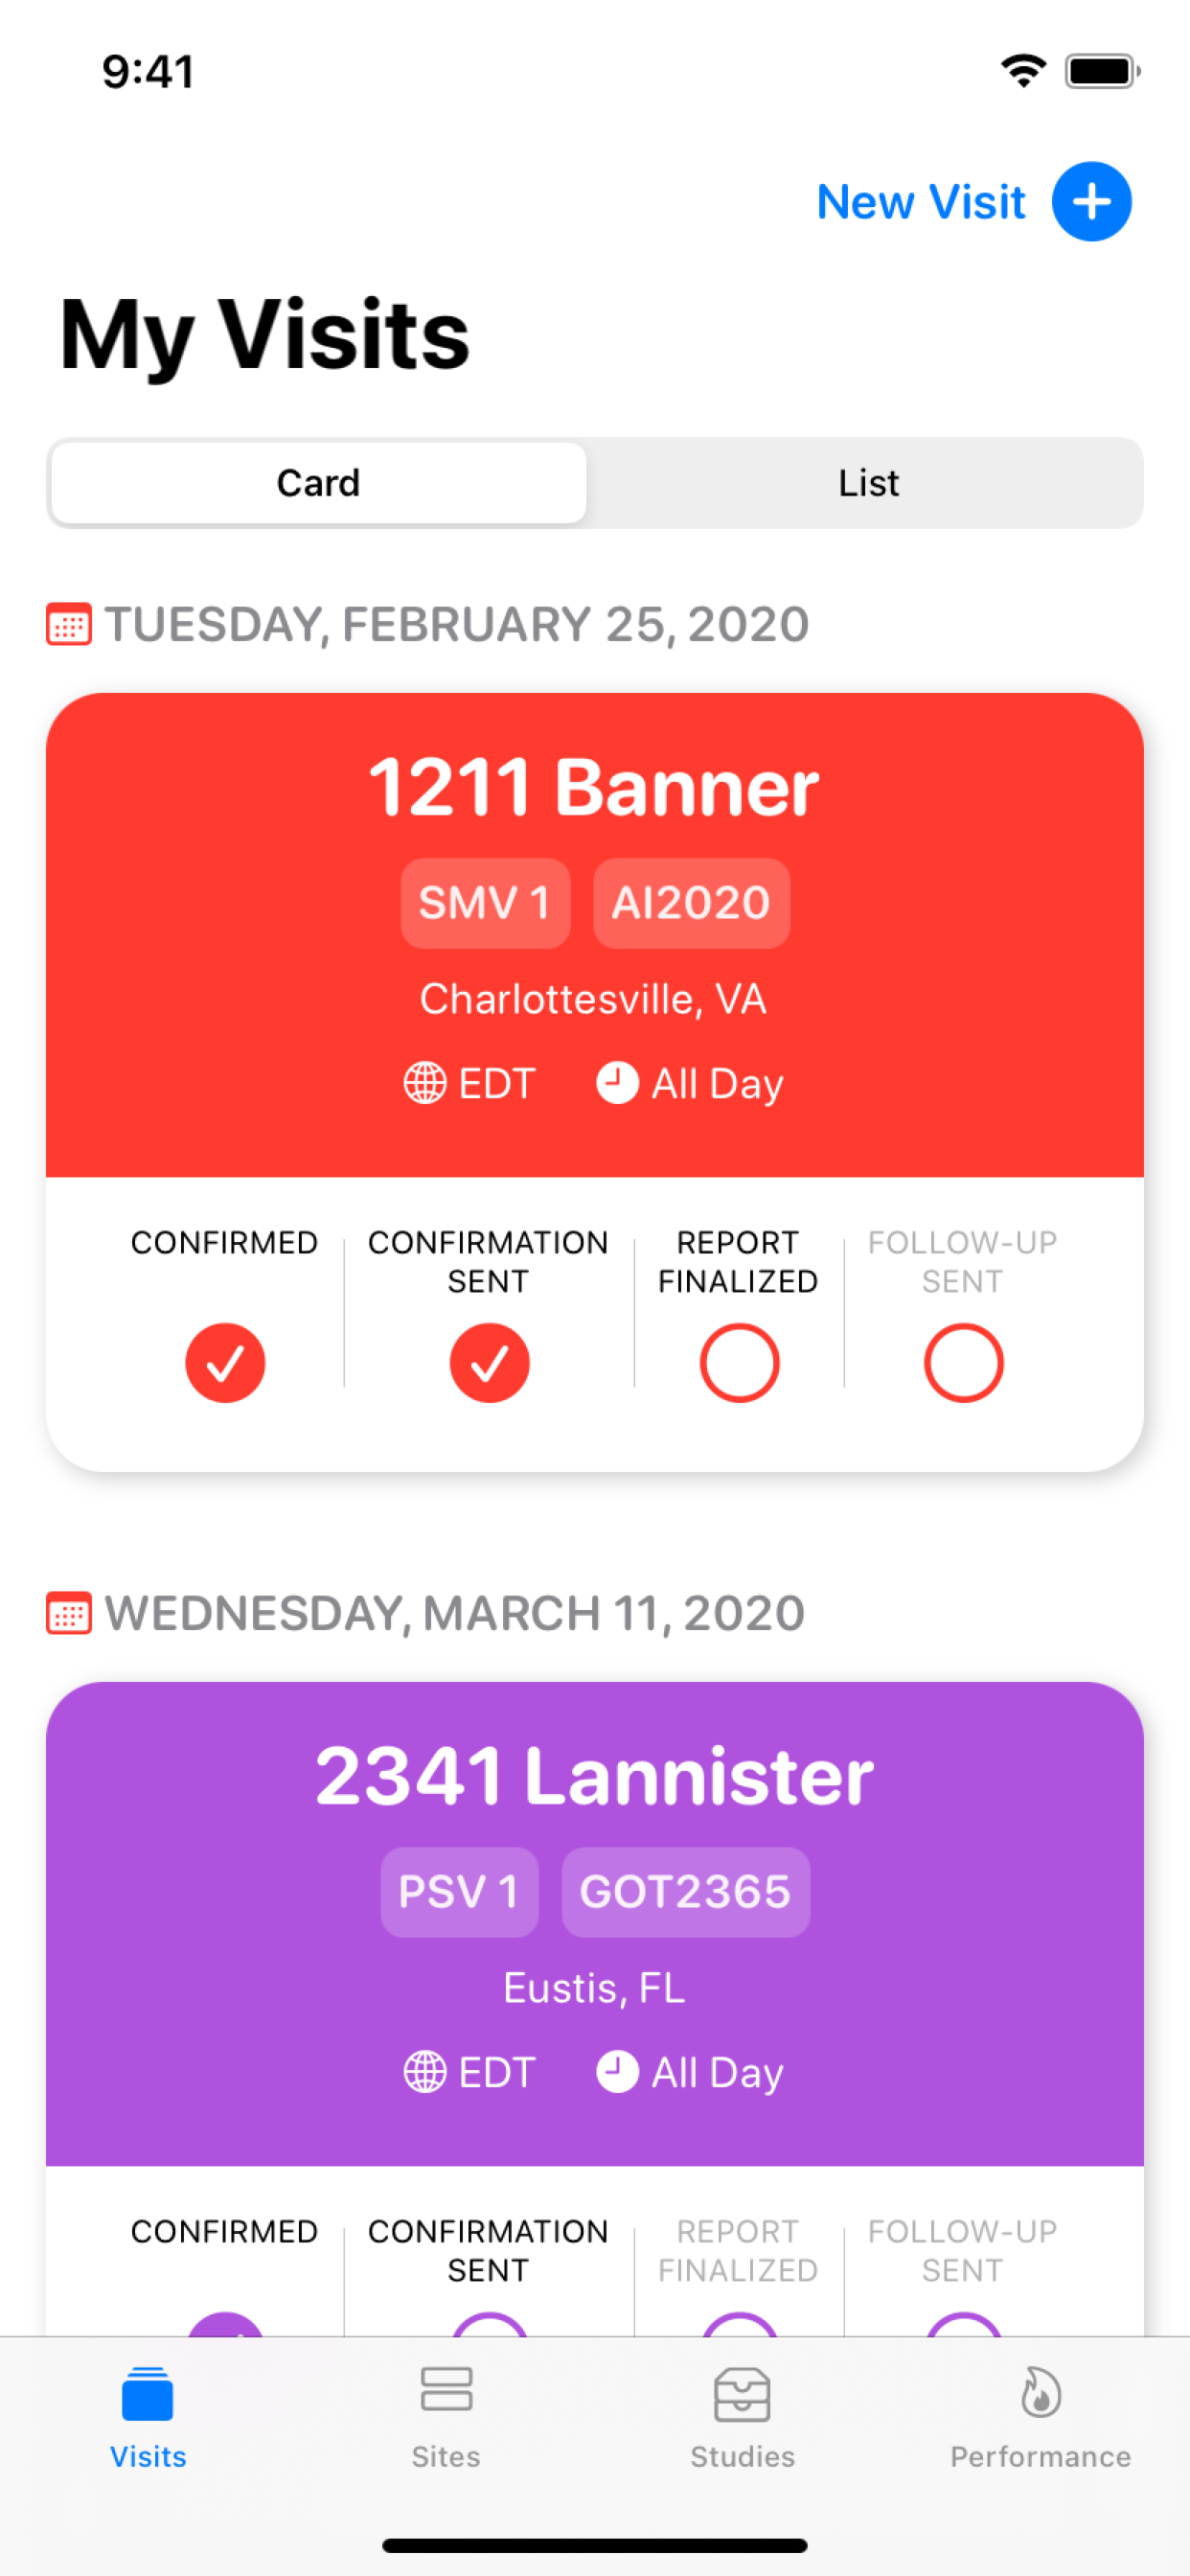 9:41
New Visit
My Visits
Card
List
TUESDAY, FEBRUARY 25, 2020
1211 Banner
SMV 1
AI2020
Charlottesville, VA
EDT
All Day
CONFIRMED
CONFIRMATION
SENT
REPORT
FINALIZED
FOLLOW-UP
SENT
WEDNESDAY, MARCH 11, 2020
2341 Lannister
PSV 1
GOT2365
Eustis, FL
EDT
All Day
CONFIRMED
CONFIRMATION
SENT
REPORT
FINALIZED
FOLLOW-UP
SENT
Visits
Sites
Studies
Performance